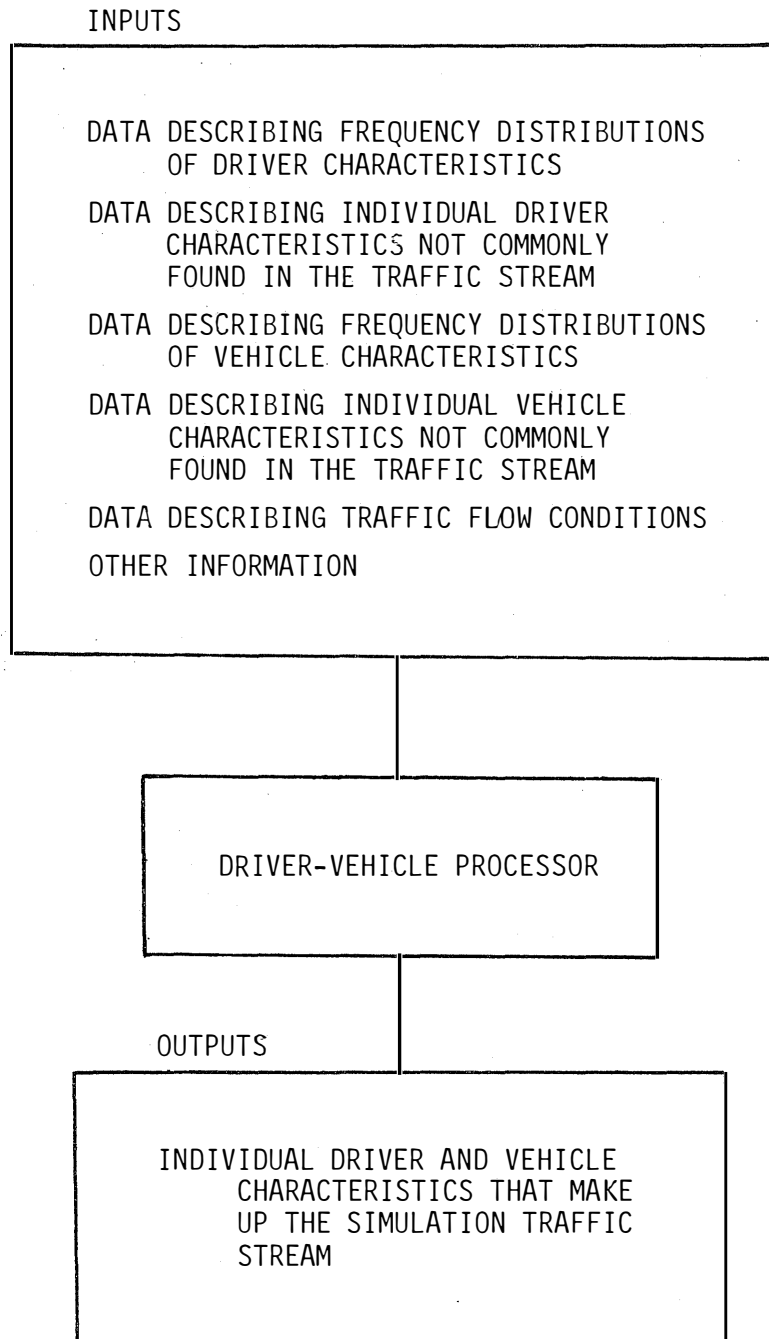 INPUTS
DATA DESCRIBING FREQUENCY DISTRIBUTIONS
OF DRIVER CHARACTERISTICS
DATA DESCRIBING INDIVIDUAL DRIVER
CHARACTERISTICS NOT COMMONLY
FOUND IN THE TRAFFIC STREAM
DATA DESCRIBING FREQUENCY DISTRIBUTIONS
OF VEHICLE CHARACTERISTICS
DATA DESCRIBING INDIVIDUAL VEHICLE
CHARACTERISTICS NOT COMMONLY
FOUND IN THE TRAFFIC STREAM
DATA DESCRIBING TRAFFIC FLOW CONDITIONS
OTHER INFORMATION
DRIVER-VEHICLE PROCESSOR
OUTPUTS
INDIVIDUAL DRIVER AND VEHICLE
CHARACTERISTICS THAT MAKE
UP THE SIMULATION TRAFFIC
STREAM